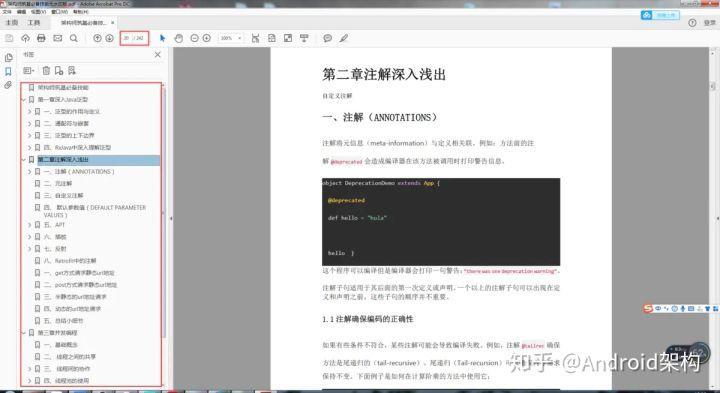 架构师筑基必备技能
.pdf - Adobe Acrobat Pro DC
文件 编辑 视图(V) 窗口(W) 帮助(H)
主页 工具
登录
20 / 242
100%
书签
架构师筑基必备技能
第一章深入Java泛型
一、泛型的作用与定义
二、通配符与嵌套
三、泛型的上下边界
四、RxJava中深入理解泛型
第二章注解深入浅出
一、注解 ( ANNOTATIONS )
二、元注解
三、自定义注解
四、 默认参数值 ( DEFAULT PARAMETER
VALUES )
五、APT
六、插桩
七、反射
八、Retrofit中的注解
一、get方式请求静态url地址
二、post方式请求静态url地址
三、半静态的url地址请求
四、动态的url地址请求
五、总结小细节
第三章并发编程
一、基础概念
二、 线程之间的共享
三、 线程间的协作
四、线程池的使用
第二章注解深入浅出
自定义注解
一、注解（ANNOTATIONS）
注解将元信息（meta-information）与定义相关联。例如：方法前的注
解 @deprecated 会造成编译器在该方法被调用时打印警告信息。
object DeprecationDemo extends App {
@deprecated
def hello = "hola"
hello }
这个程序可以编译但是编译器会打印一句警告： "there was one deprecation warning"。
注解子句适用于其后面的第一次定义或声明。一个以上的注解子句可以出现在定
义和声明之前。这些子句的顺序并不重要。
1.1 注解确保编码的正确性
如果有些条件不符合，某些注解可能会导致编译失败。例如，注解 @tailrec 确保
方法是尾递归的（tail-recursive）。尾递归（Tail-recursion）
保持不变。下面例子是如何在计算阶乘的方法中使用它：
知乎 @Android架构